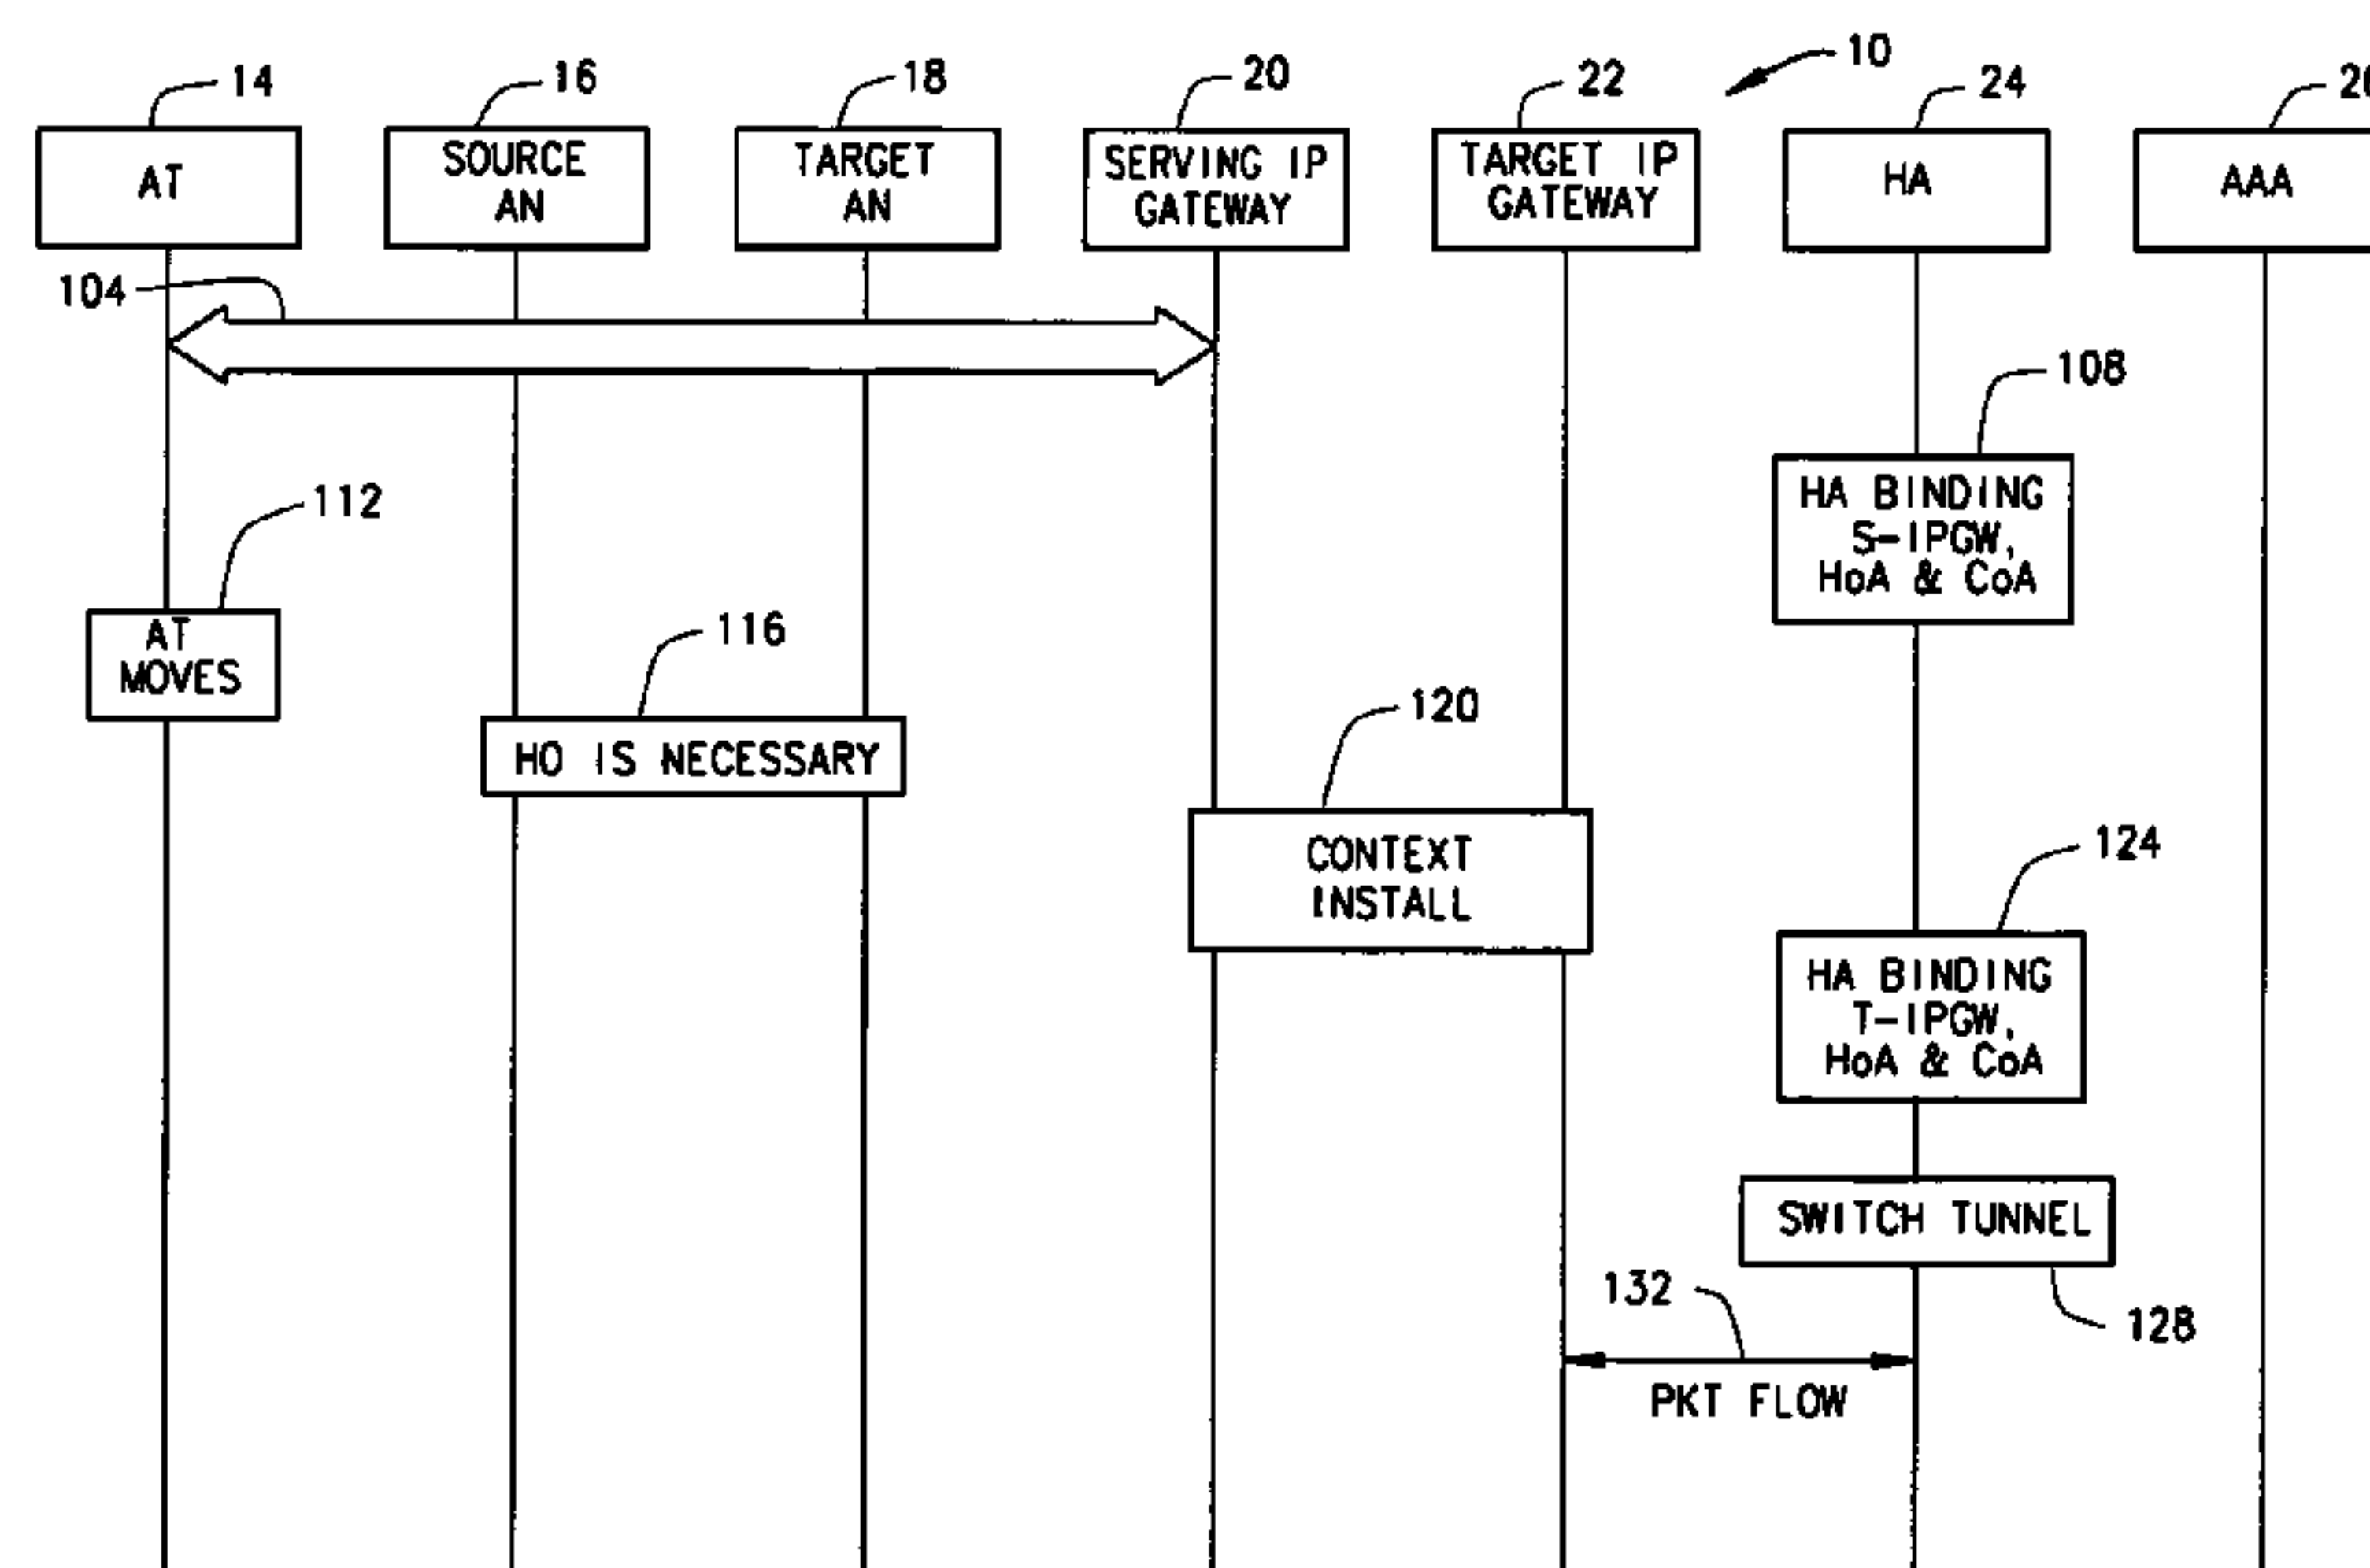 10
14
16
18
20
22
24
AT
SOURCE
AN
TARGET
AN
SERVING IP
GATEWAY
TARGET IP
GATEWAY
HA
AAA
104
108
HA BINDING
S-IPGW,
HoA & CoA
112
AT
MOVES
116
HO IS NECESSARY
120
CONTEXT
INSTALL
124
HA BINDING
T-IPGW,
HoA & CoA
SWITCH TUNNEL
128
132
PKT FLOW